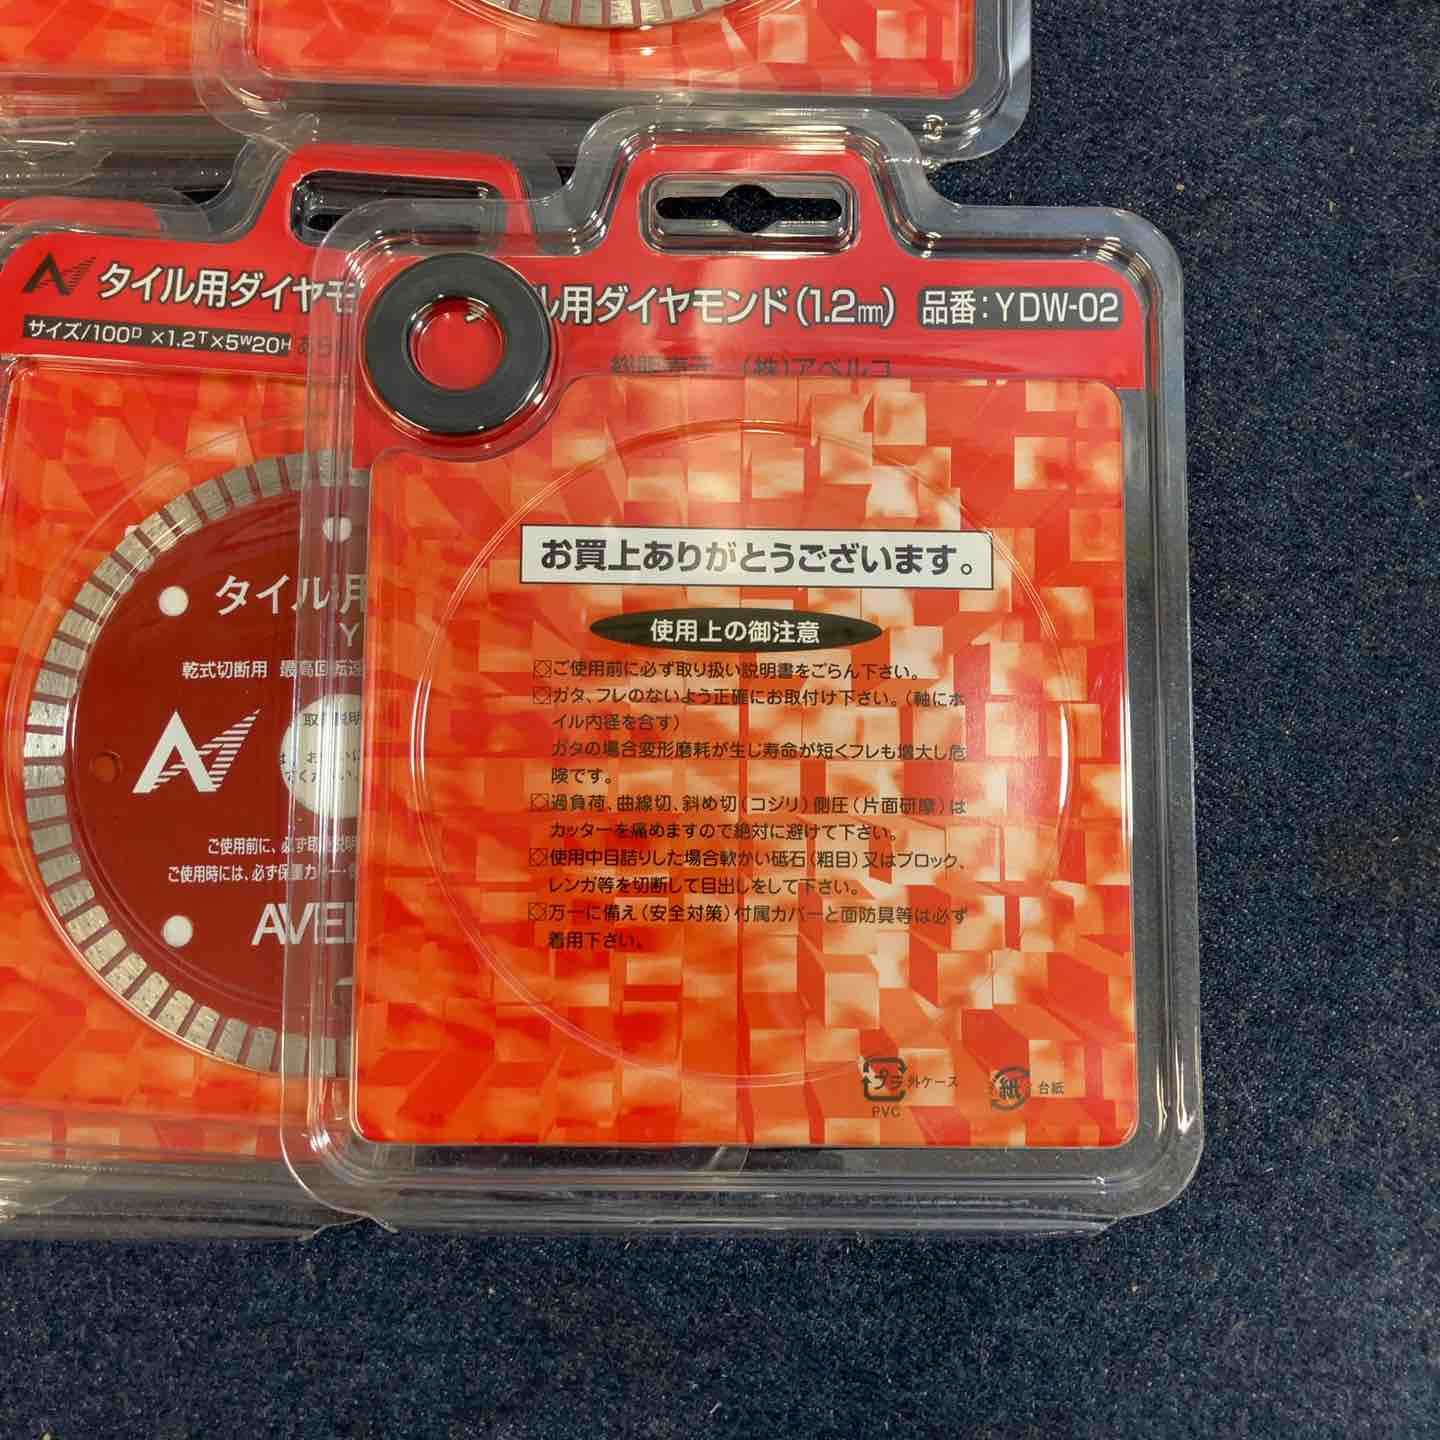 タイル用ダイヤモ
サイズ/100ᴰ ×1.2ᵀ×5ᵂ20ᴴ
イル用ダイヤモンド(1.2㎜) 品番:YDW-02
(株)アベルコ
お買上ありがとうございます。
使用上の御注意
ご使用前に必ず取り扱い説明書をごらん下さい。
ガタ、フレのないよう正確にお取付け下さい。(軸にホ
イル内径を含す)
ガタの場合変形磨耗が生じ寿命が短くフレも増大し危
険です。
過負荷、曲線切、斜め切(コジリ)側圧(片面研摩)は
カッターを痛めますので絶対に避けて下さい。
使用中目詰りした場合軟かい砥石(粗目)又はブロック、
レンガ等を切断して目出しをして下さい。
万一に備え(安全対策)付属カバーと面防具等は必ず
着用下さい。
プラ 外ケース
PVC
紙 台紙
タイル用
Y
乾式切断用 最高回転速
取 説明
ご使用前に、必ず取 説明
ご使用時には、必ず保護カバー・
AVEL